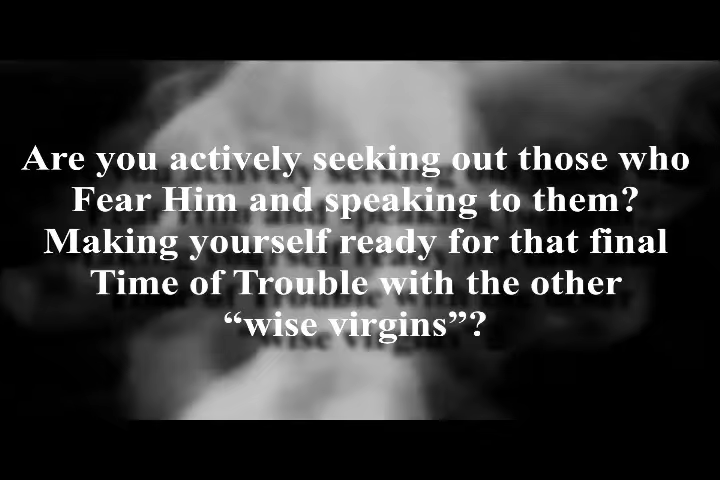 Are you actively seeking out those who
Fear Him and speaking to them?
Making yourself ready for that final
Time of Trouble with the other
“wise virgins”?